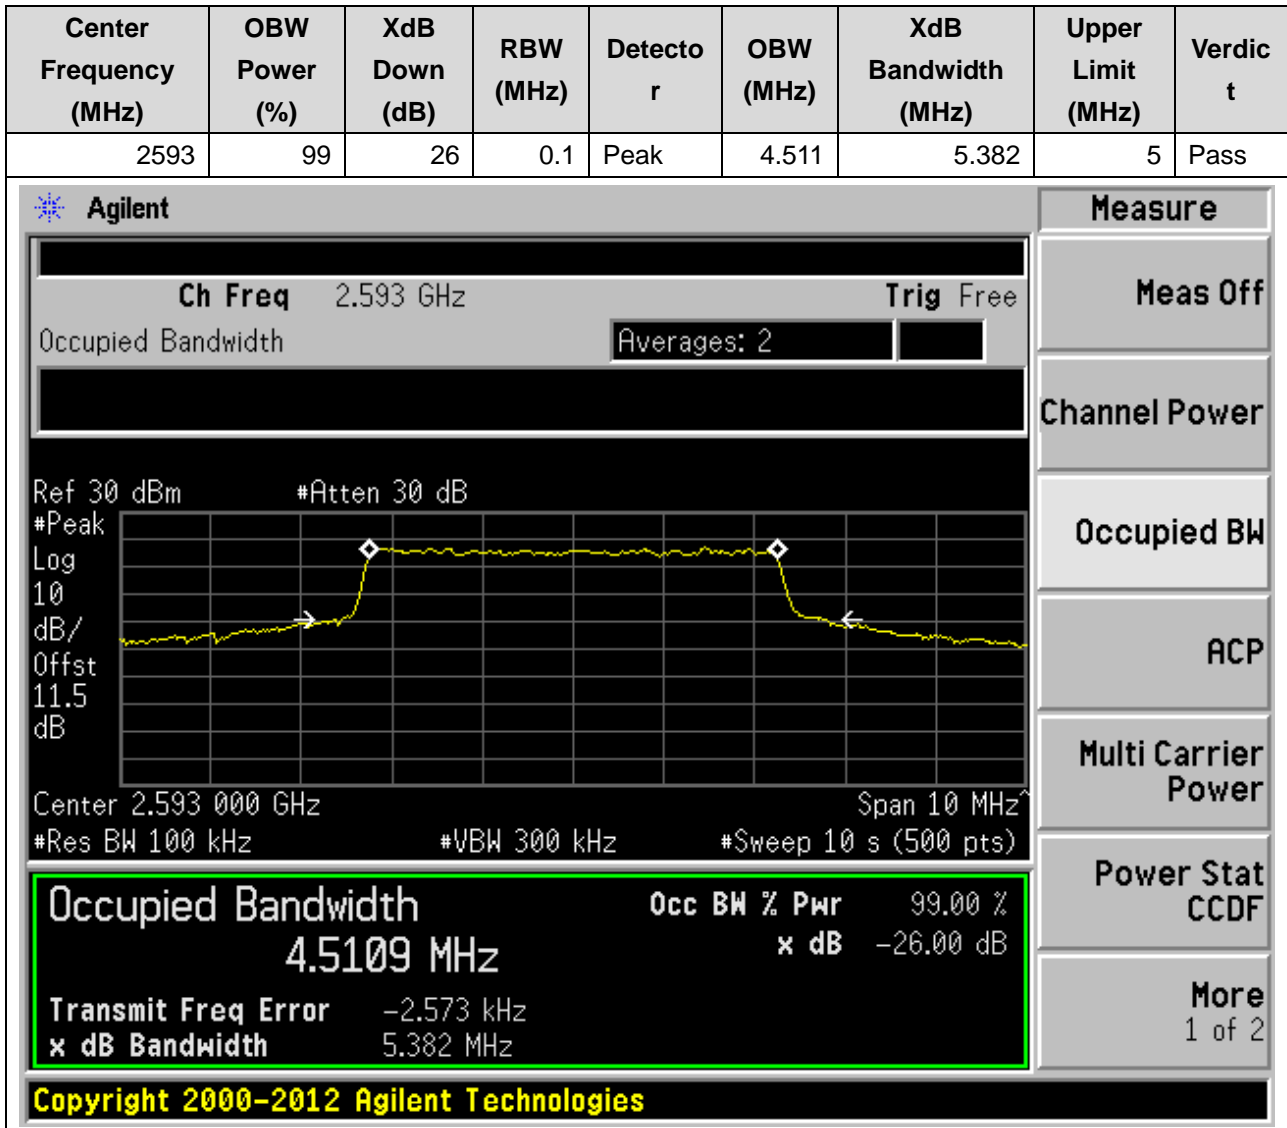 Center Frequency (MHz) OBW Power (%) XdB Down (dB) RBW (MHz) Detecto r OBW (MHz) XdB Bandwidth (MHz) Upper Limit (MHz) Verdic t
2593 99 26 0.1 Peak 4.511 5.382 5 Pass
Agilent
Measure
Ch Freq 2.593 GHz Trig Free
Meas Off
Occupied Bandwidth Averages: 2
Channel Power
Ref 30 dBm #Atten 30 dB
#Peak
Log
10
dB/
Offst
11.5
dB
Occupied BW
ACP
Multi Carrier
Power
Center 2.593 000 GHz Span 10 MHz^
#Res BW 100 kHz #VBW 300 kHz #Sweep 10 s (500 pts)
Power Stat
CCDF
Occupied Bandwidth Occ BW % Pwr 99.00 %
4.5109 MHz x dB -26.00 dB
Transmit Freq Error -2.573 kHz
x dB Bandwidth 5.382 MHz
More
1 of 2
Copyright 2000-2012 Agilent Technologies